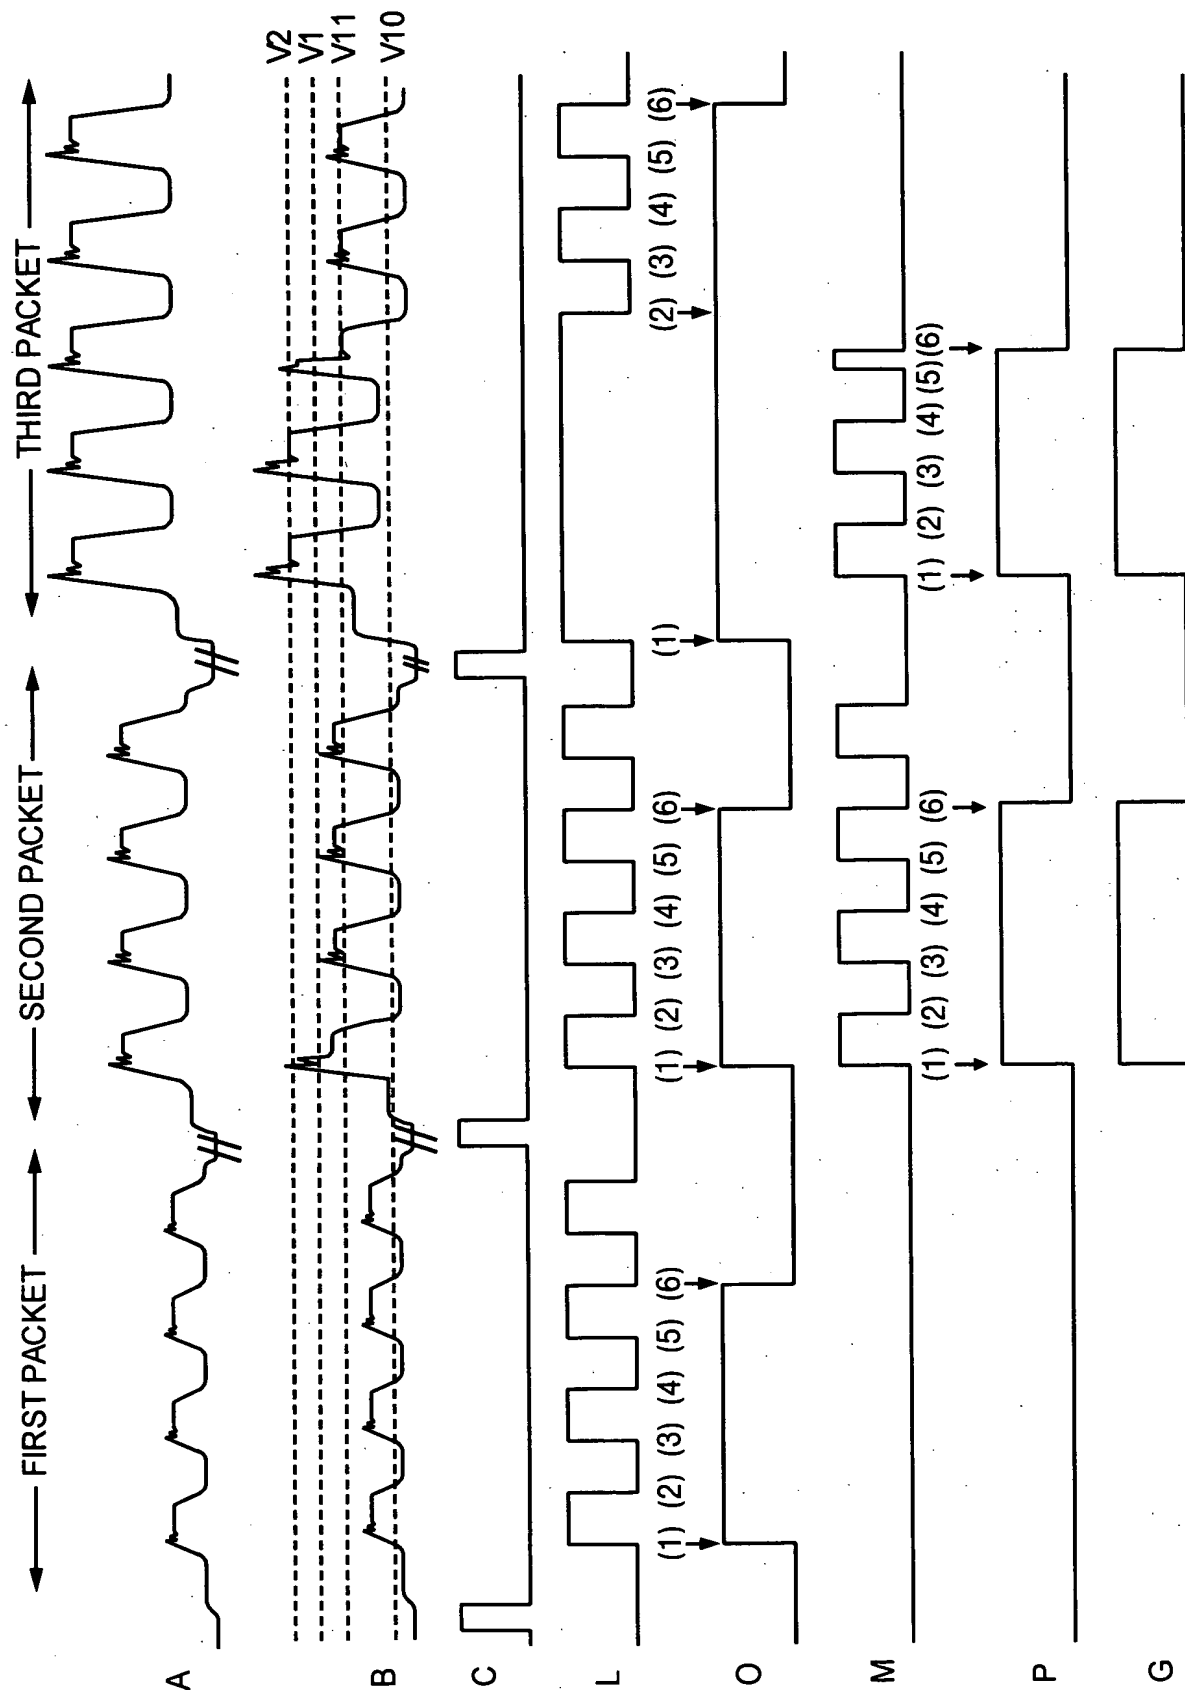 FIRST PACKET
SECOND PACKET
THIRD PACKET
A
V2
V1
V11
V10
B
C
L
(1) (2) (3) (4) (5) (6) (1) (2) (3) (4) (5) (6) (1) (2) (3) (4) (5) (6)
O
M
(1) (2) (3) (4) (5) (6) (1) (2) (3) (4) (5) (6)
P
G